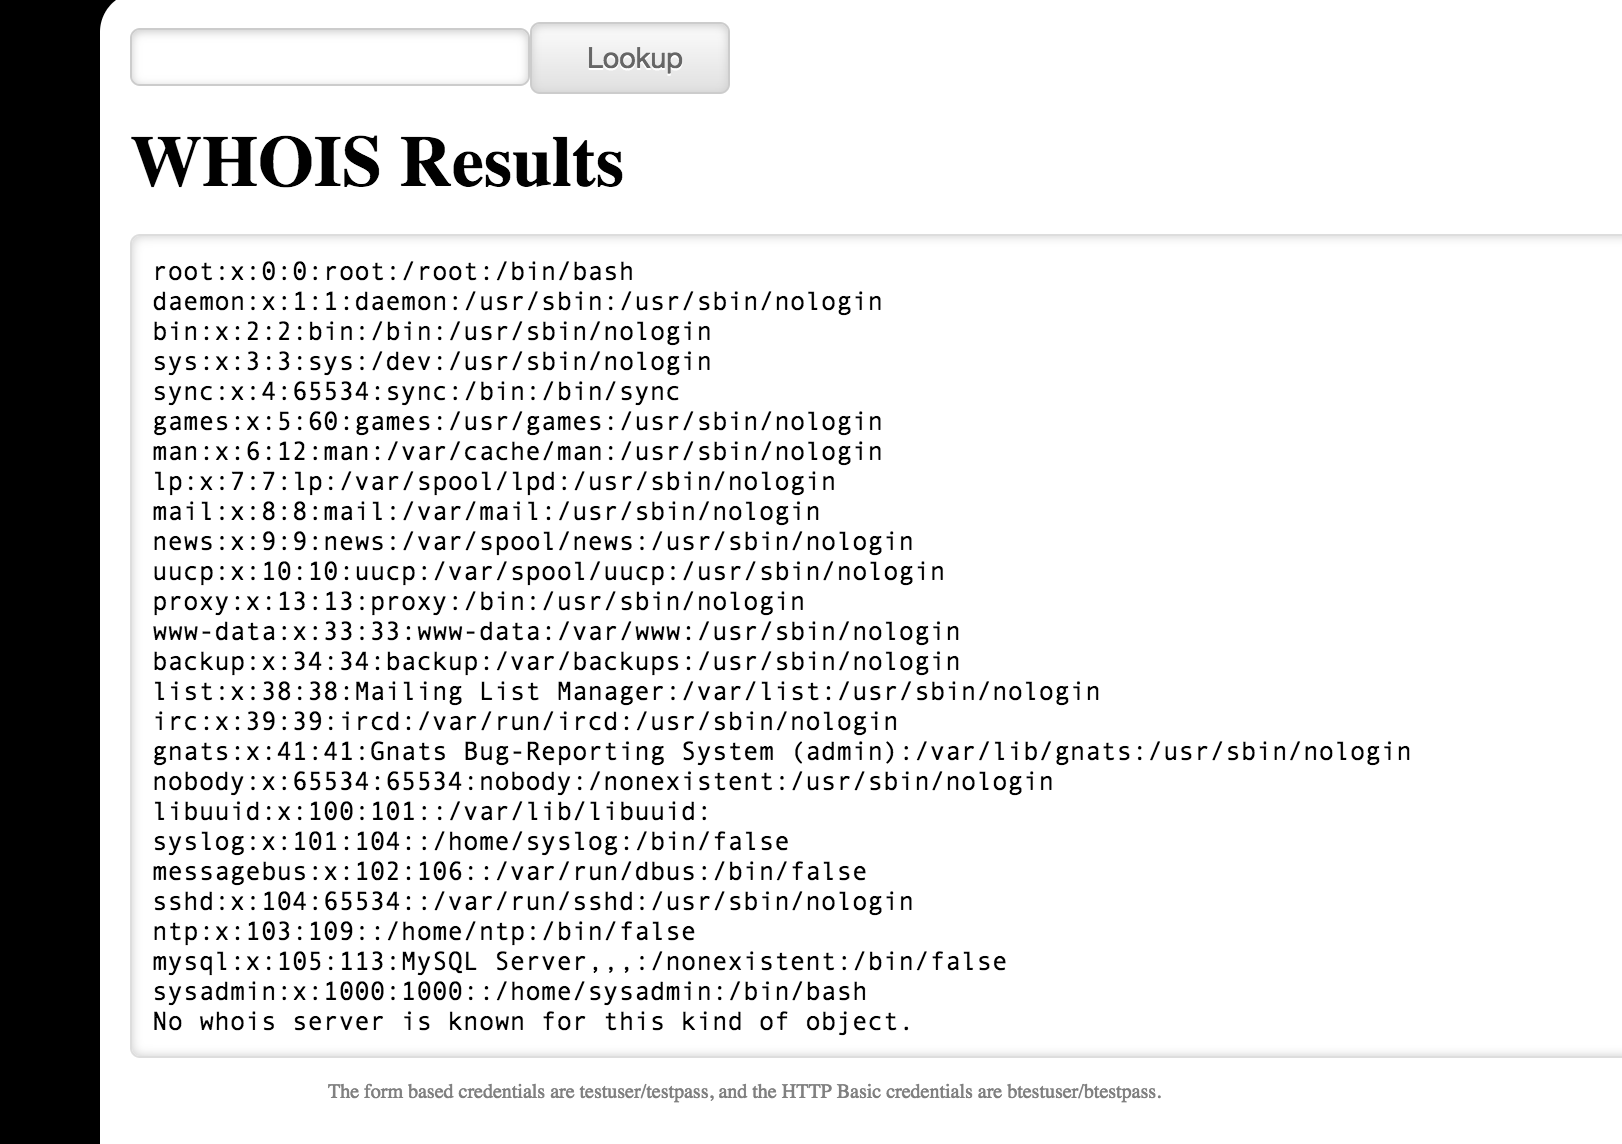 Lookup
WHOIS Results
root:x:0:0:root:/root:/bin/bash
daemon:x:1:1:daemon:/usr/sbin:/usr/sbin/nologin
bin:x:2:2:bin:/bin:/usr/sbin/nologin
sys:x:3:3:sys:/dev:/usr/sbin/nologin
sync:x:4:65534:sync:/bin:/bin/sync
games:x:5:60:games:/usr/games:/usr/sbin/nologin
man:x:6:12:man:/var/cache/man:/usr/sbin/nologin
lp:x:7:7:lp:/var/spool/lpd:/usr/sbin/nologin
mail:x:8:8:mail:/var/mail:/usr/sbin/nologin
news:x:9:9:news:/var/spool/news:/usr/sbin/nologin
uucp:x:10:10:uucp:/var/spool/uucp:/usr/sbin/nologin
proxy:x:13:13:proxy:/bin:/usr/sbin/nologin
www-data:x:33:33:www-data:/var/www:/usr/sbin/nologin
backup:x:34:34:backup:/var/backups:/usr/sbin/nologin
list:x:38:38:Mailing List Manager:/var/list:/usr/sbin/nologin
irc:x:39:39:ircd:/var/run/ircd:/usr/sbin/nologin
gnats:x:41:41:Gnats Bug-Reporting System (admin):/var/lib/gnats:/usr/sbin/nologin
nobody:x:65534:65534:nobody:/nonexistent:/usr/sbin/nologin
libuuid:x:100:101::/var/lib/libuuid:
syslog:x:101:104::/home/syslog:/bin/false
messagebus:x:102:106::/var/run/dbus:/bin/false
sshd:x:104:65534::/var/run/sshd:/usr/sbin/nologin
ntp:x:103:109::/home/ntp:/bin/false
mysql:x:105:113:MySQL Server,,,:/nonexistent:/bin/false
sysadmin:x:1000:1000::/home/sysadmin:/bin/bash
No whois server is known for this kind of object.
The form based credentials are testuser/testpass, and the HTTP Basic credentials are btestuser/btestpass.